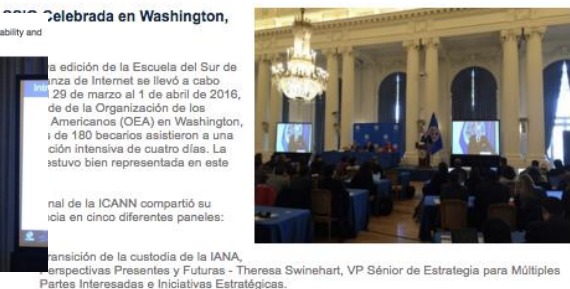 Celebrada en Washington,
ability and
edición de la Escuela del Sur de
de Internet se llevó a cabo
29 de marzo al 1 de abril de 2016,
de de la Organización de los
Americanos (OEA) en Washington,
s de 180 becarios asistieron a una
ción intensiva de cuatro días. La
estuvo bien representada en este
nal de la ICANN compartió su
ncia en cinco diferentes paneles:
ransición de la custodia de la IANA,
Perspectivas Presentes y Futuras - Theresa Swinehart, VP Sénior de Estrategia para Múltiples
Partes Interesadas e Iniciativas Estratégicas.